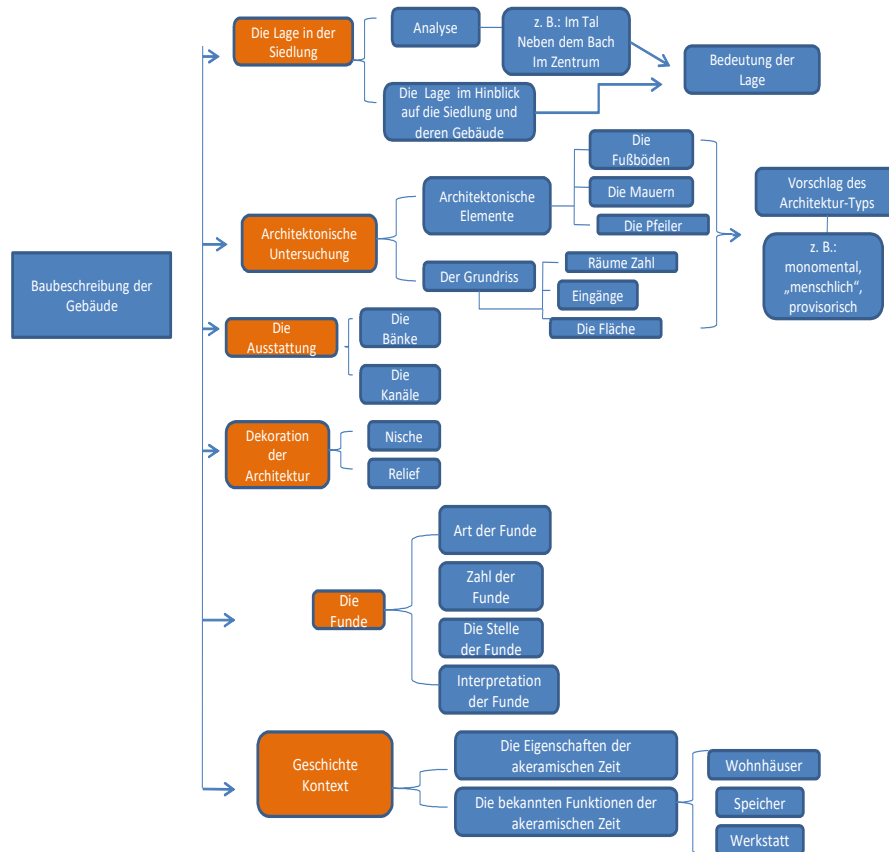 Baubeschreibung der
Gebäude
Die Lage in der
Siedlung
Analyse
z. B.: Im Tal
Neben dem Bach
Im Zentrum
Die Lage im Hinblick
auf die Siedlung und
deren Gebäude
Bedeutung der
Lage
Architektonische
Untersuchung
Architektonische
Elemente
Die
Fußböden
Die Mauern
Die Pfeiler
Der Grundriss
Räume Zahl
Eingänge
Die Fläche
Vorschlag des
Architektur-Typs
z. B.:
monomental,
„menschlich“,
provisorisch
Die
Ausstattung
Die
Bänke
Die
Kanäle
Dekoration
der
Architektur
Nische
Relief
Die
Funde
Art der Funde
Zahl der
Funde
Die Stelle
der Funde
Interpretation
der Funde
Geschichte
Kontext
Die Eigenschaften der
akeramischen Zeit
Die bekannten Funktionen der
akeramischen Zeit
Wohnhäuser
Speicher
Werkstatt